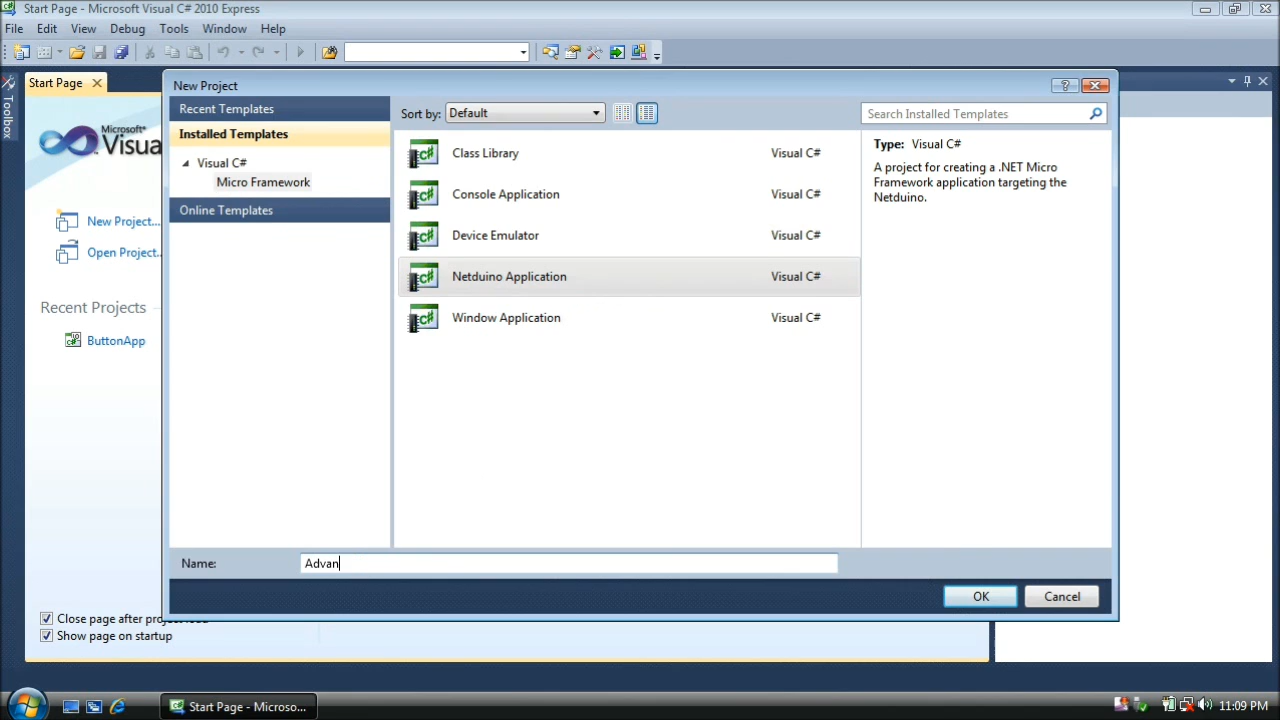 Start Page - Microsoft Visual C# 2010 Express
File Edit View Debug Tools Window Help
Start Page
Toolbox
Microsoft®
Visua
New Project...
Open Project..
Recent Projects
ButtonApp
Close page after project load
Show page on startup
New Project
Recent Templates
Installed Templates
Visual C#
Micro Framework
Online Templates
Sort by: Default
Search Installed Templates
Class Library Visual C#
Console Application Visual C#
Device Emulator Visual C#
Netduino Application Visual C#
Window Application Visual C#
Type: Visual C#
A project for creating a .NET Micro
Framework application targeting the
Netduino.
Name: Advan
OK Cancel
Start Page - Microso...
11:09 PM